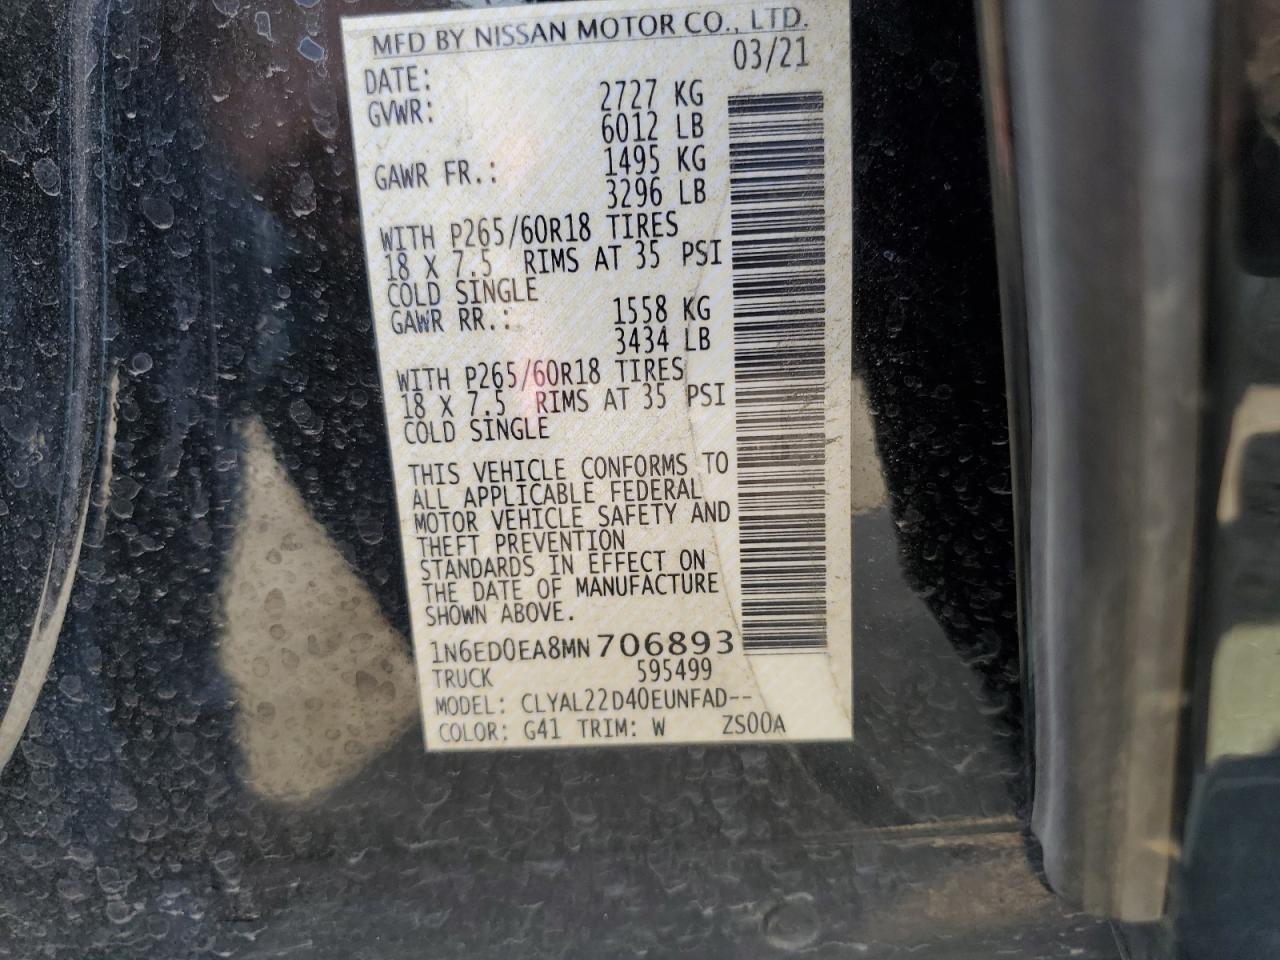 MFD BY NISSAN MOTOR CO., LTD.
DATE: 03/21
GVWR: 2727 KG
6012 LB
GAWR FR.: 1495 KG
3296 LB
WITH P265/60R18 TIRES
18 X 7.5 RIMS AT 35 PSI
COLD SINGLE
GAWR RR.: 1558 KG
3434 LB
WITH P265/60R18 TIRES
18 X 7.5 RIMS AT 35 PSI
COLD SINGLE
THIS VEHICLE CONFORMS TO
ALL APPLICABLE FEDERAL
MOTOR VEHICLE SAFETY AND
THEFT PREVENTION
STANDARDS IN EFFECT ON
THE DATE OF MANUFACTURE
SHOWN ABOVE.
1N6ED0EA8MN 706893
TRUCK 595499
MODEL: CLYAL22D40EUNFAD--
COLOR: G41 TRIM: W ZS00A